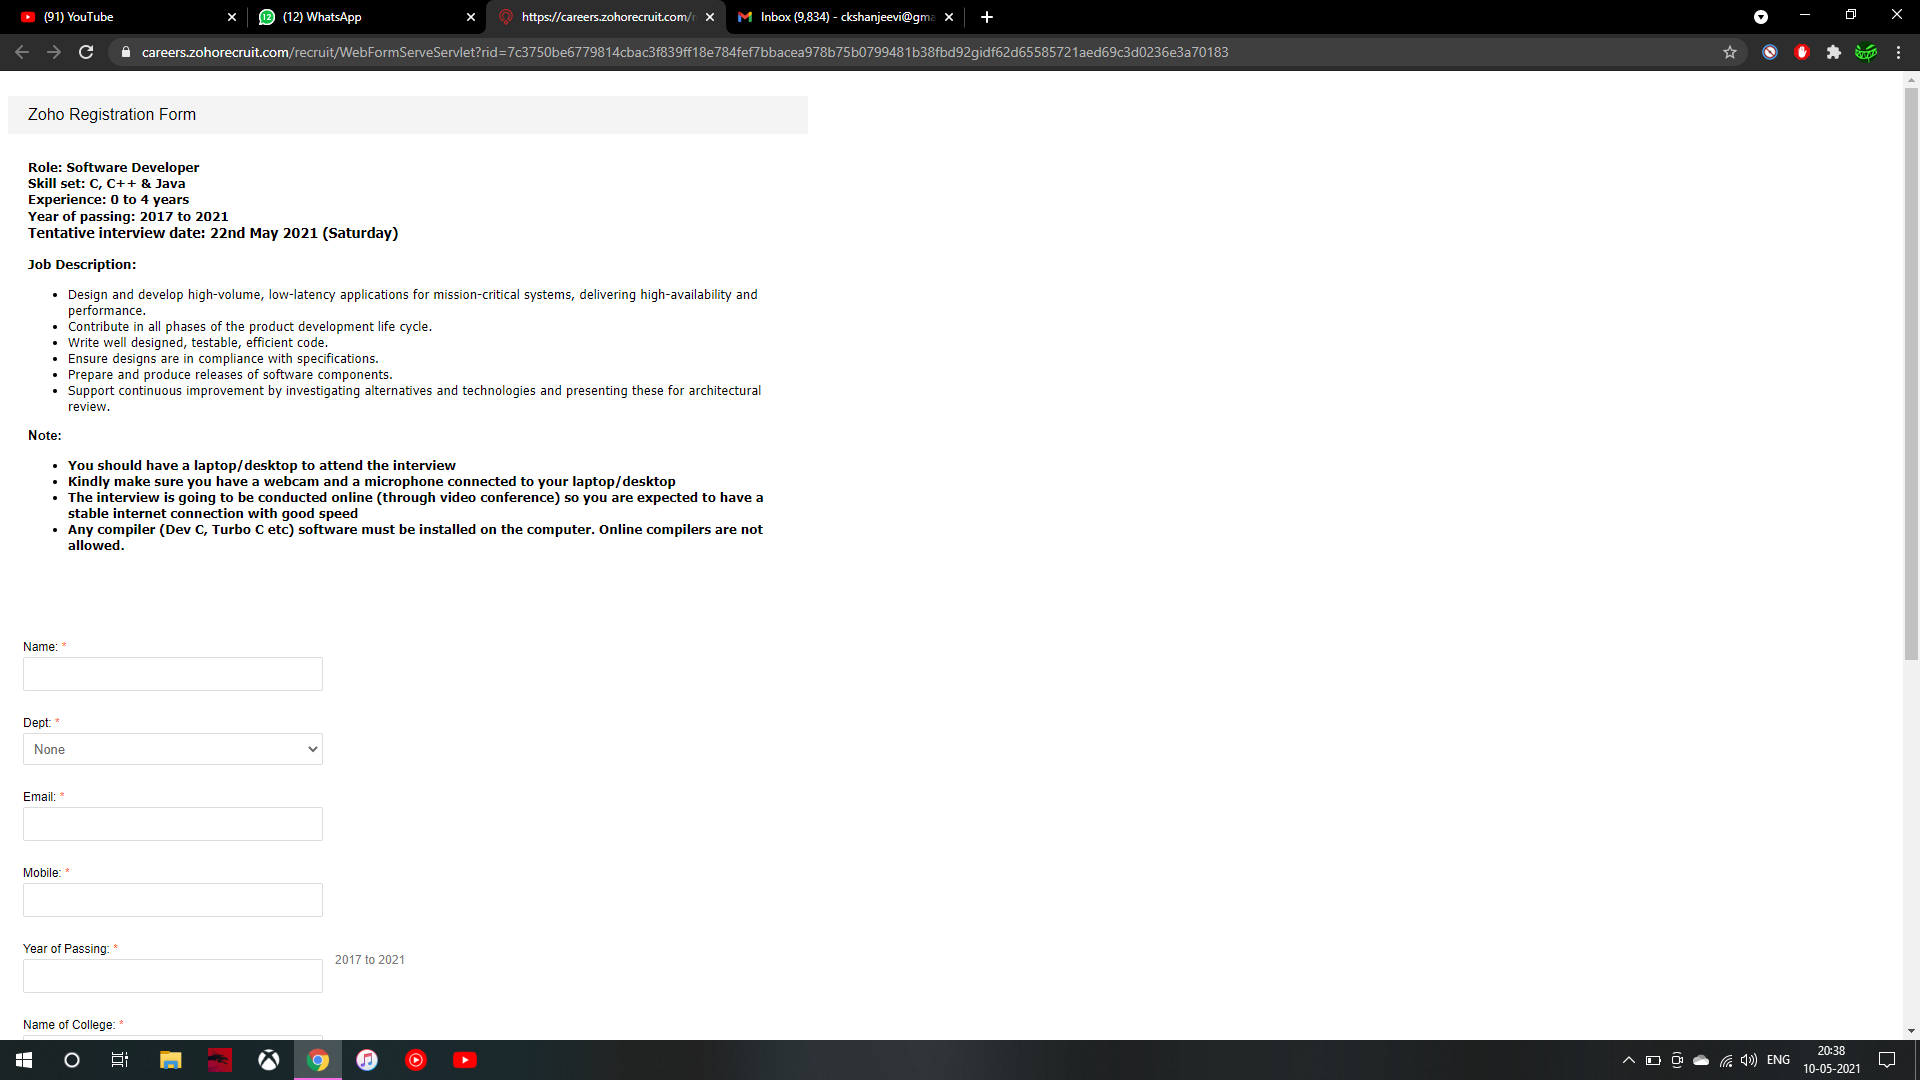 (91) YouTube
(12) WhatsApp
https://careers.zohorecruit.com/r
Inbox (9,834) - ckshanjeevi@gma
careers.zohorecruit.com/recruit/WebFormServeServlet?rid=7c3750be6779814cbac3f839ff18e784fef7bbacea978b75b0799481b38fbd92gidf62d65585721aed69c3d0236e3a70183
Zoho Registration Form
Role: Software Developer
Skill set: C, C++ & Java
Experience: 0 to 4 years
Year of passing: 2017 to 2021
Tentative interview date: 22nd May 2021 (Saturday)
Job Description:
• Design and develop high-volume, low-latency applications for mission-critical systems, delivering high-availability and
performance.
• Contribute in all phases of the product development life cycle.
• Write well designed, testable, efficient code.
• Ensure designs are in compliance with specifications.
• Prepare and produce releases of software components.
• Support continuous improvement by investigating alternatives and technologies and presenting these for architectural
review.
Note:
• You should have a laptop/desktop to attend the interview
• Kindly make sure you have a webcam and a microphone connected to your laptop/desktop
• The interview is going to be conducted online (through video conference) so you are expected to have a
stable internet connection with good speed
• Any compiler (Dev C, Turbo C etc) software must be installed on the computer. Online compilers are not
allowed.
Name: *
Dept: *
None
Email: *
Mobile: *
Year of Passing: *
2017 to 2021
Name of College: *
ENG
20:38
10-05-2021